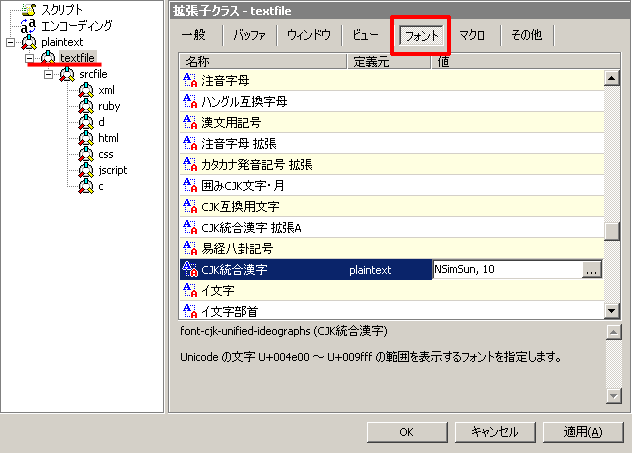 スクリプト
エンコーディング
plaintext
textfile
srcfile
xml
ruby
d
html
css
jscript
c
拡張子クラス - textfile
一般 バッファ ウィンドウ ビュー フォント マクロ その他
名称 定義元 値
注音字母
ハングル互換字母
漢文用記号
注音字母 拡張
カタカナ発音記号 拡張
囲みCJK文字・月
CJK互換用文字
CJK統合漢字 拡張A
易経八卦記号
CJK統合漢字 plaintext NSimSun, 10 ...
イ文字
イ文字部首
font-cjk-unified-ideographs (CJK統合漢字)
Unicode の文字 U+004e00 ～ U+009fff の範囲を表示するフォントを指定します。
OK キャンセル 適用(A)